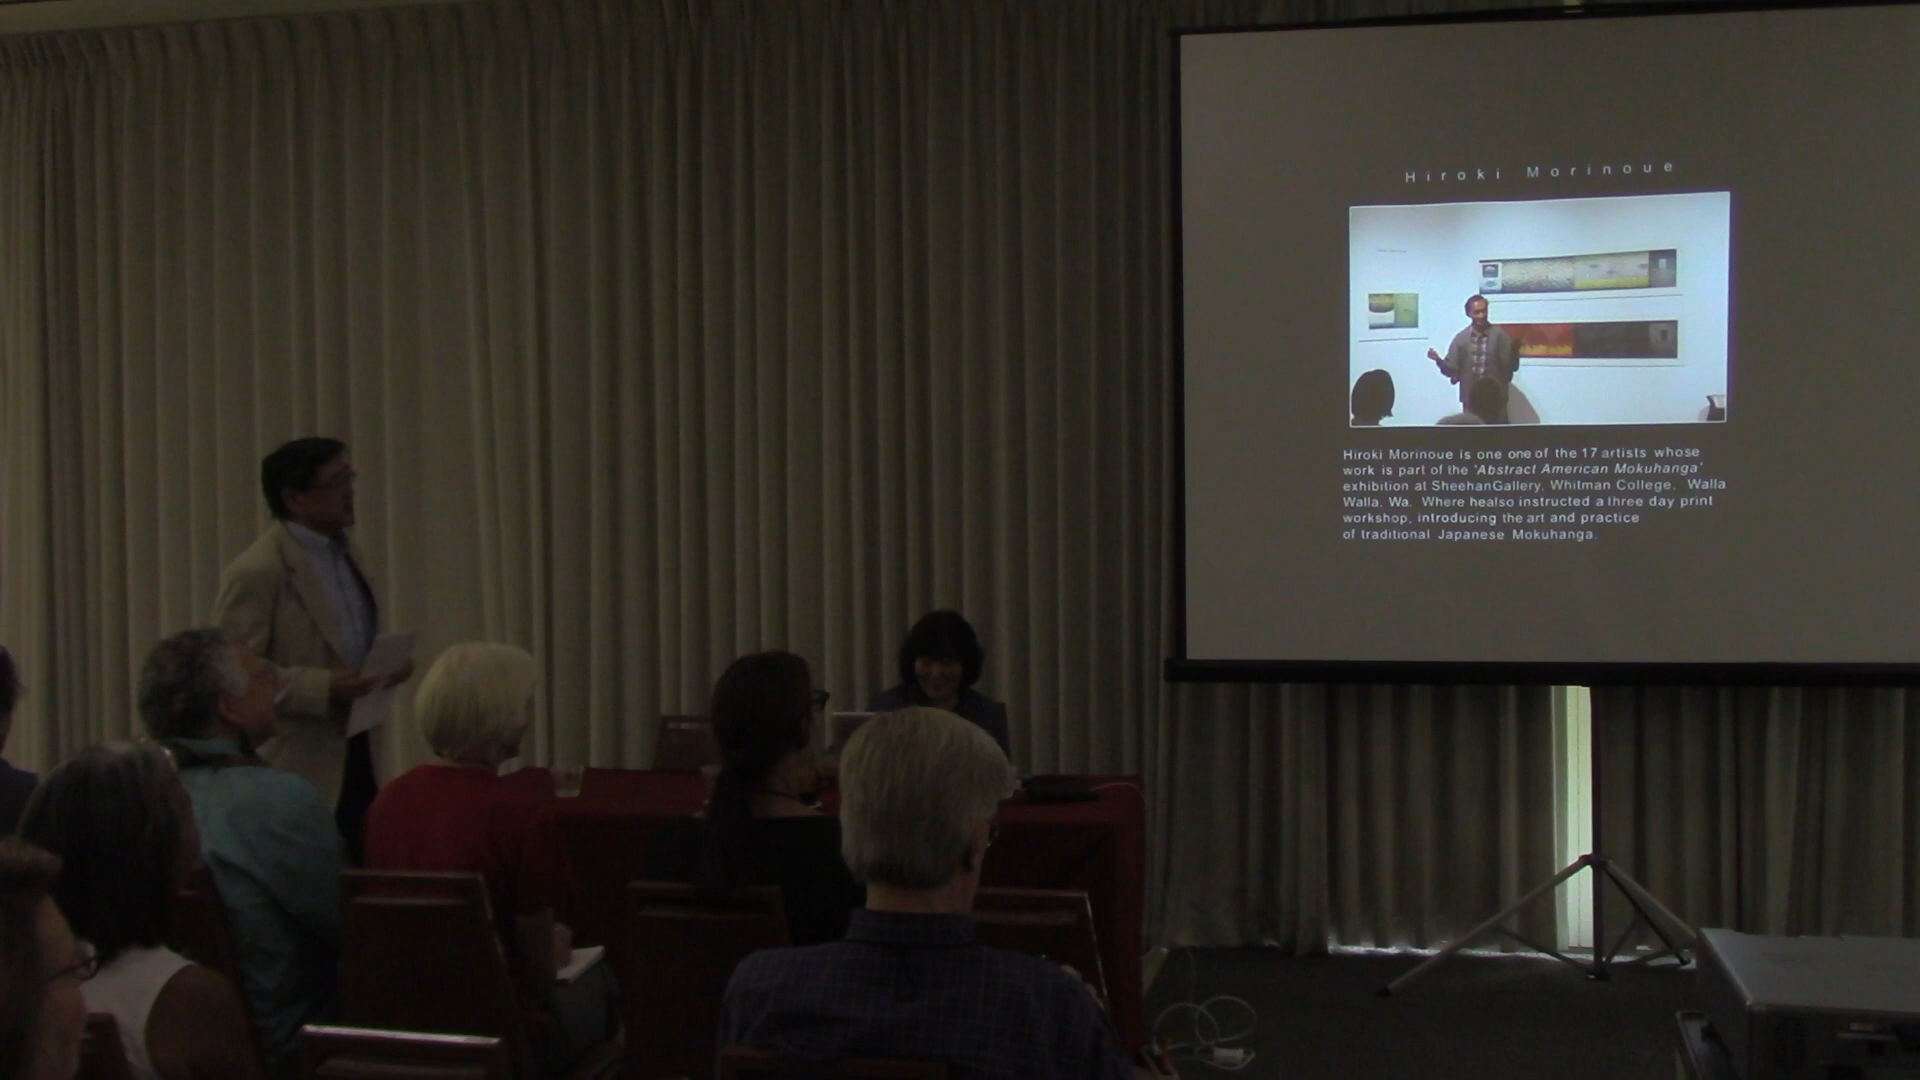 Hiroki Morinoue
Hiroki Morinoue is one one of the 17 artists whose
work is part of the 'Abstract American Mokuhanga'
exhibition at SheehanGallery, Whitman College, Walla
Walla, Wa. Where healso instructed a three day print
workshop, introducing the art and practice
of traditional Japanese Mokuhanga.